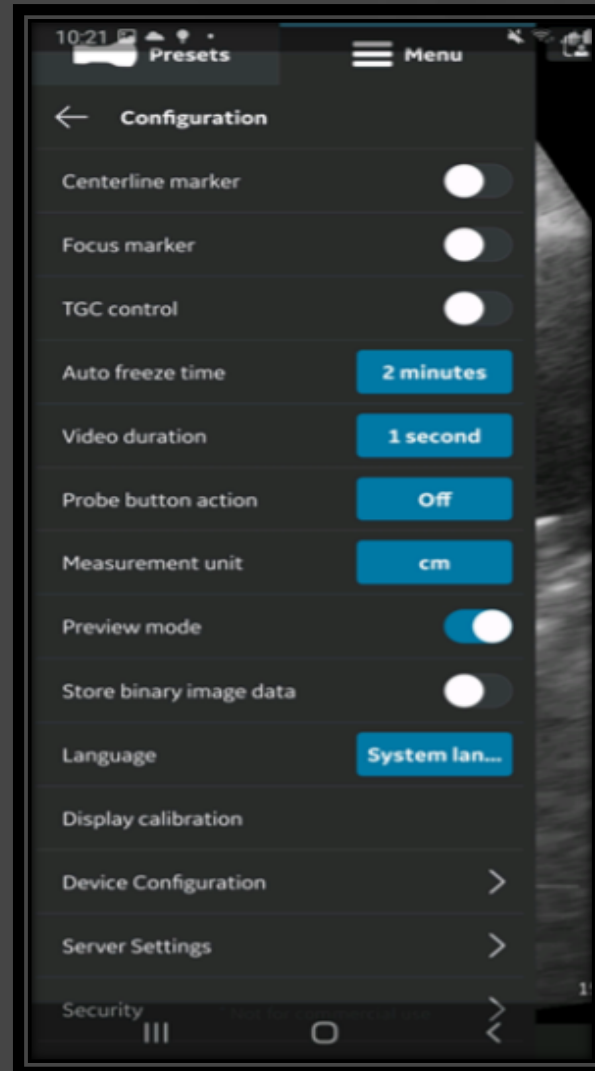 10:21
Presets
Menu
Configuration
Centerline marker
Focus marker
TGC control
Auto freeze time
2 minutes
Video duration
1 second
Probe button action
Off
Measurement unit
cm
Preview mode
Store binary image data
Language
System lan...
Display calibration
Device Configuration
Server Settings
Security
* Not for commercial use